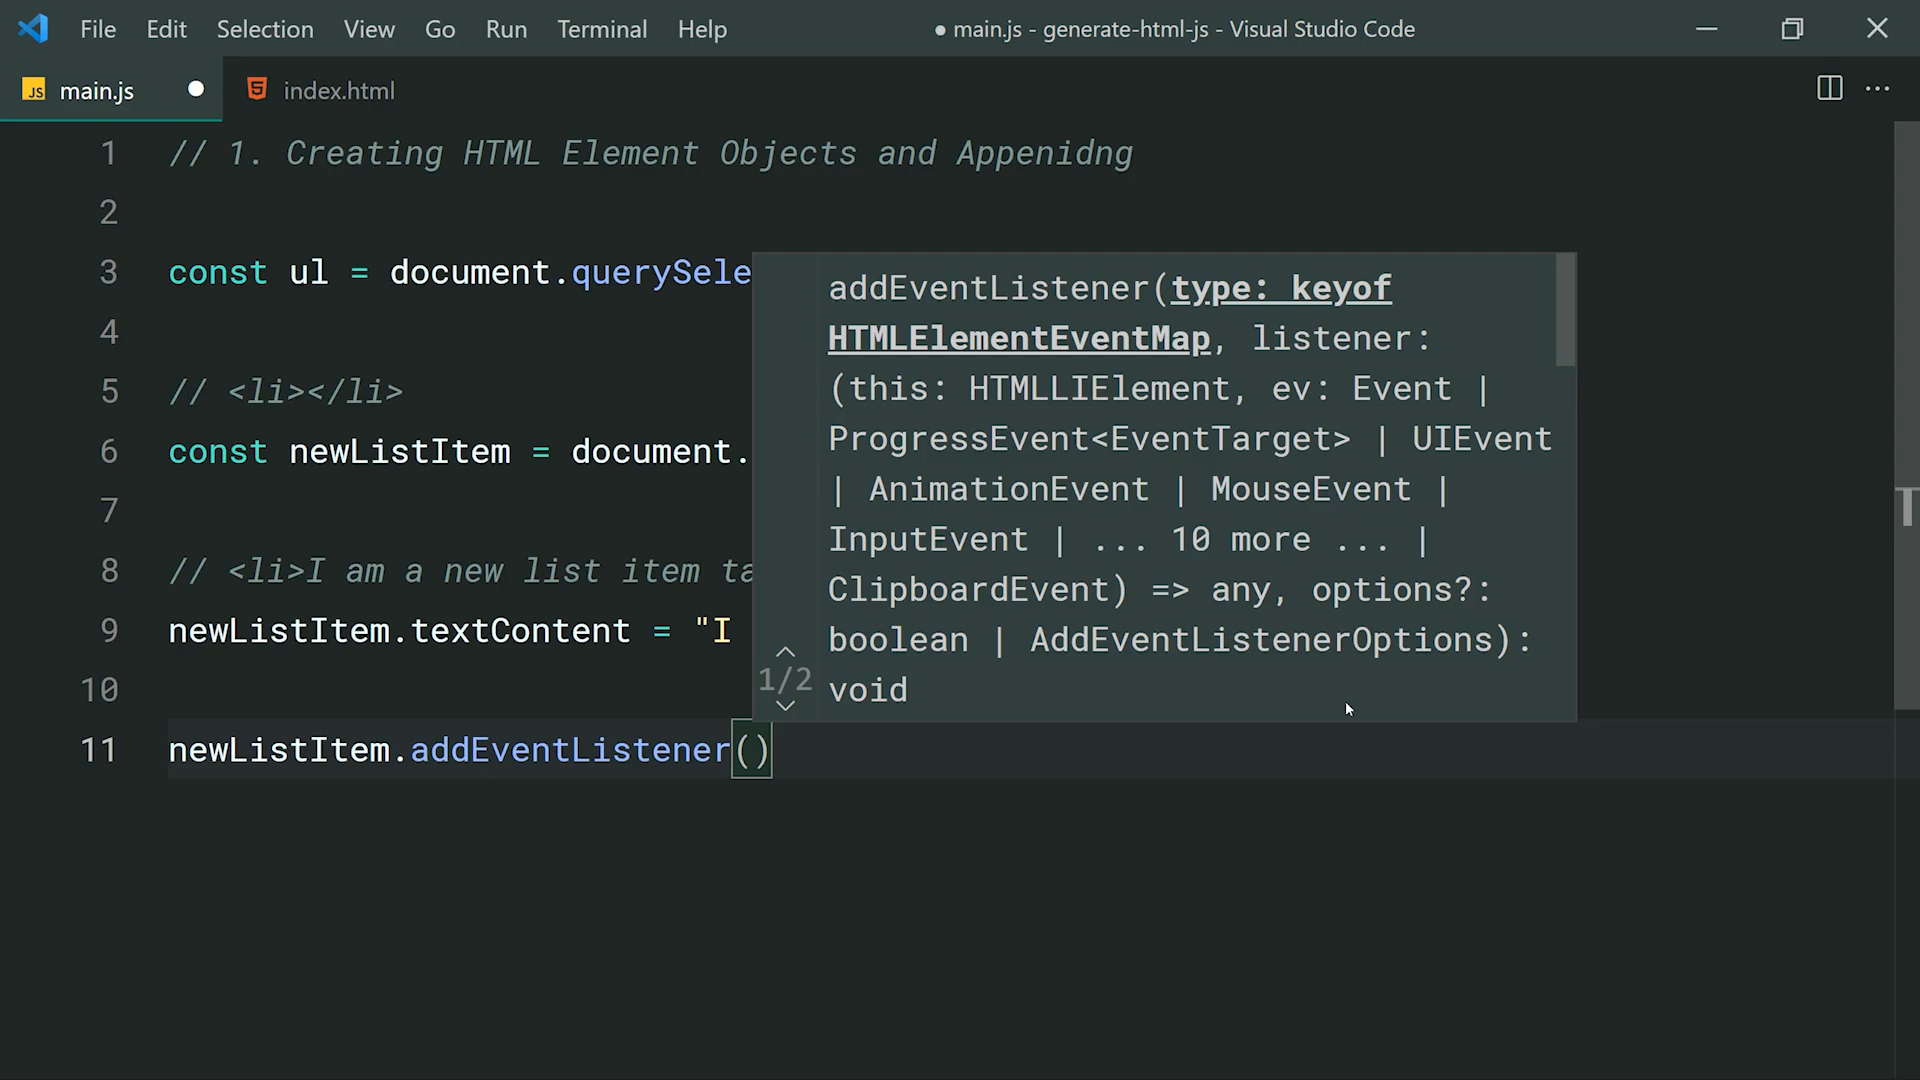 File Edit Selection View Go Run Terminal Help
● main.js - generate-html-js - Visual Studio Code
JS main.js
5 index.html
1 // 1. Creating HTML Element Objects and Appenidng
2
3 const ul = document.querySele
4
5 // <li></li>
6 const newListItem = document.
7
8 // <li>I am a new list item ta
9 newListItem.textContent = "I
10
11 newListItem.addEventListener()
addEventListener(type: keyof
HTMLElementEventMap, listener:
(this: HTMLLIElement, ev: Event |
ProgressEvent<EventTarget> | UIEvent
| AnimationEvent | MouseEvent |
InputEvent | ... 10 more ... |
ClipboardEvent) => any, options?:
boolean | AddEventListenerOptions):
void
1/2